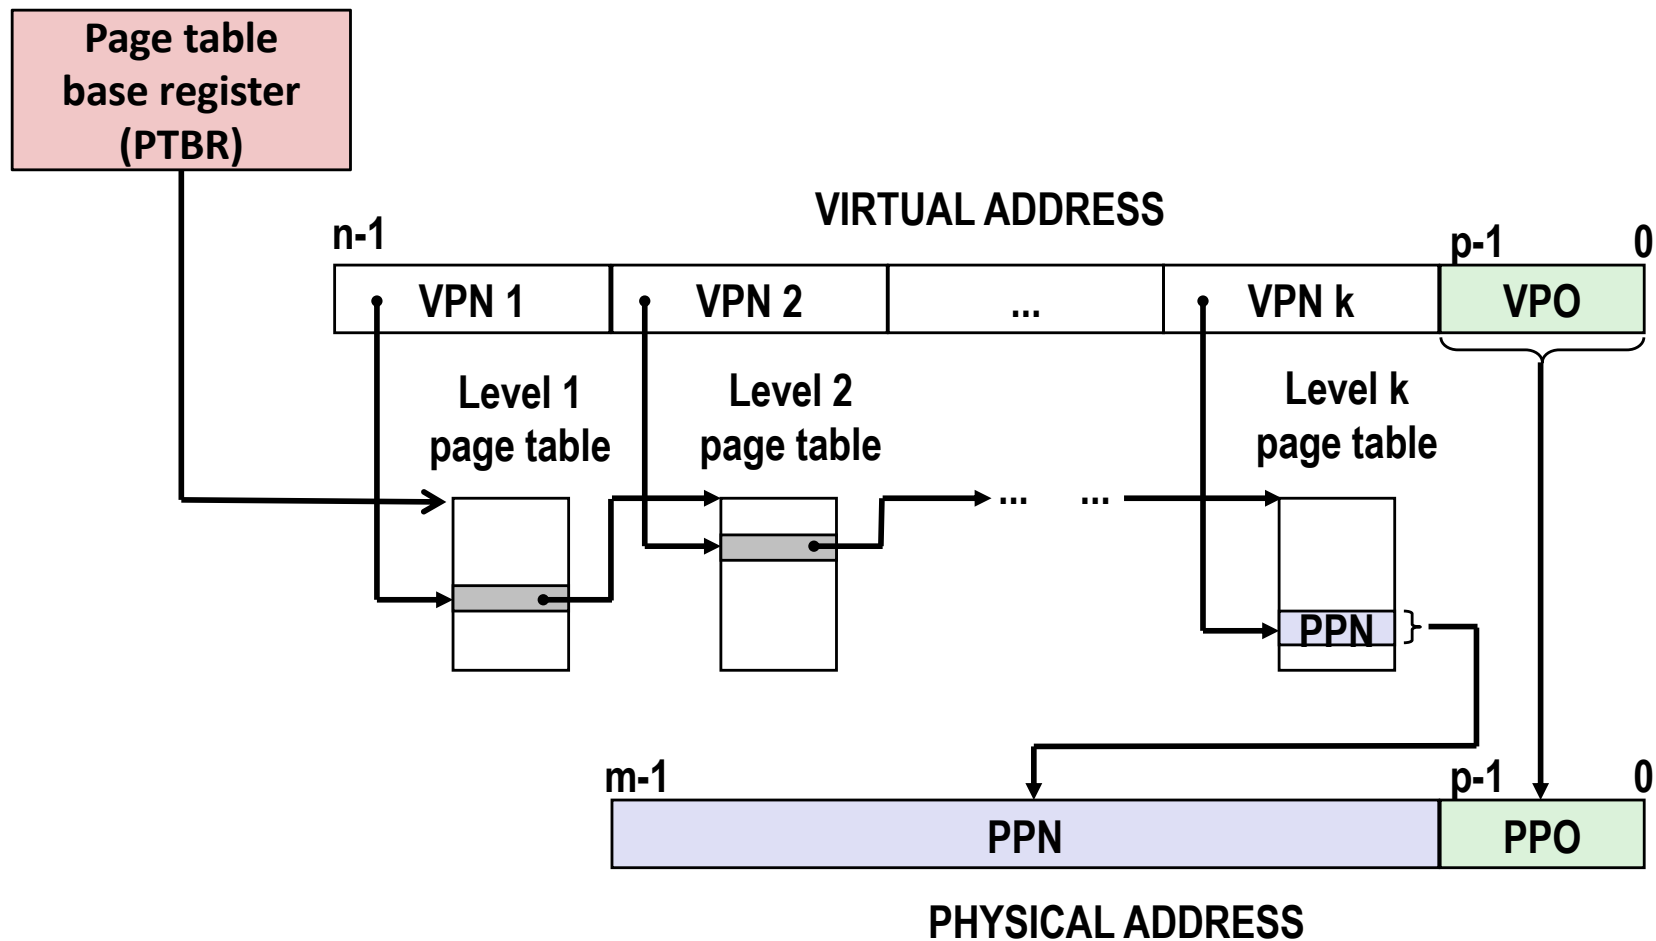 Page table
base register
(PTBR)
VIRTUAL ADDRESS
n-1
p-1
0
VPN 1
VPN 2
...
VPN k
VPO
Level 1
page table
Level 2
page table
Level k
page table
...
...
PPN
m-1
p-1
0
PPN
PPO
PHYSICAL ADDRESS